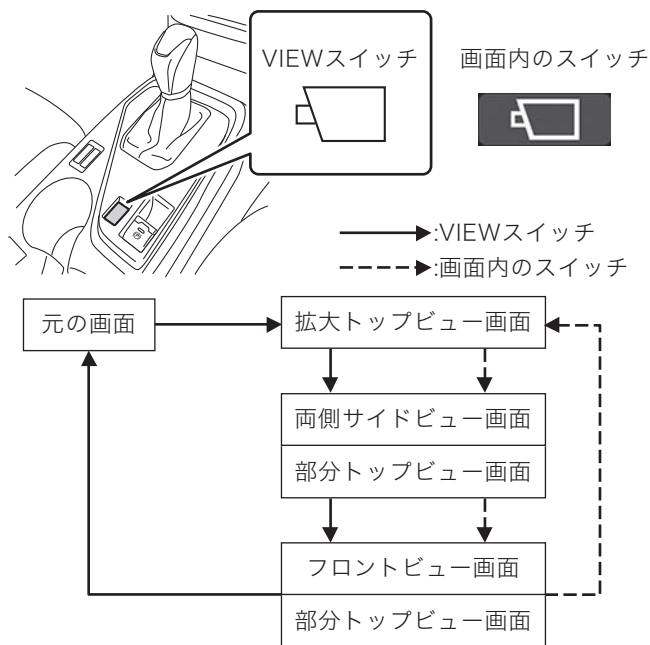 VIEWスイッチ
画面内のスイッチ
:VIEWスイッチ
:画面内のスイッチ
元の画面
拡大トップビュー画面
両側サイドビュー画面
部分トップビュー画面
フロントビュー画面
部分トップビュー画面